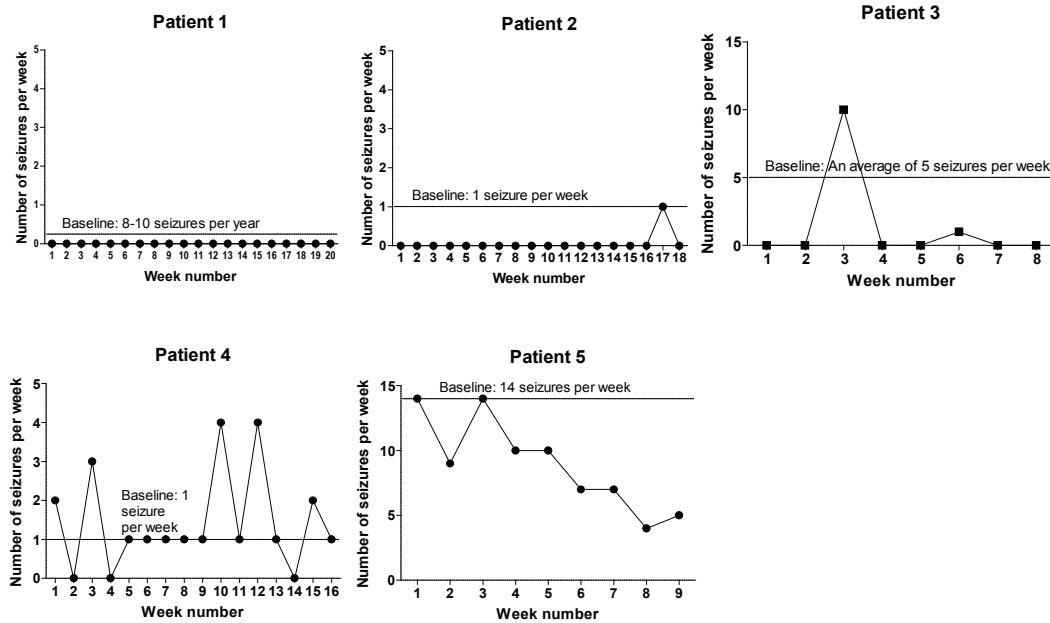 Patient 1
Number of seizures per week
5
4
3
2
1
0
Baseline: 8-10 seizures per year
1 2 3 4 5 6 7 8 9 10 11 12 13 14 15 16 17 18 19 20
Week number
Patient 2
Number of seizures per week
5
4
3
2
1
0
Baseline: 1 seizure per week
1 2 3 4 5 6 7 8 9 10 11 12 13 14 15 16 17 18
Week number
Patient 3
Number of seizures per week
15
10
5
0
Baseline: An average of 5 seizures per week
1 2 3 4 5 6 7 8
Week number
Patient 4
Number of seizures per week
5
4
3
2
1
0
Baseline: 1
seizure
per week
1 2 3 4 5 6 7 8 9 10 11 12 13 14 15 16
Week number
Patient 5
Number of seizures per week
15
10
5
0
Baseline: 14 seizures per week
1 2 3 4 5 6 7 8 9
Week number